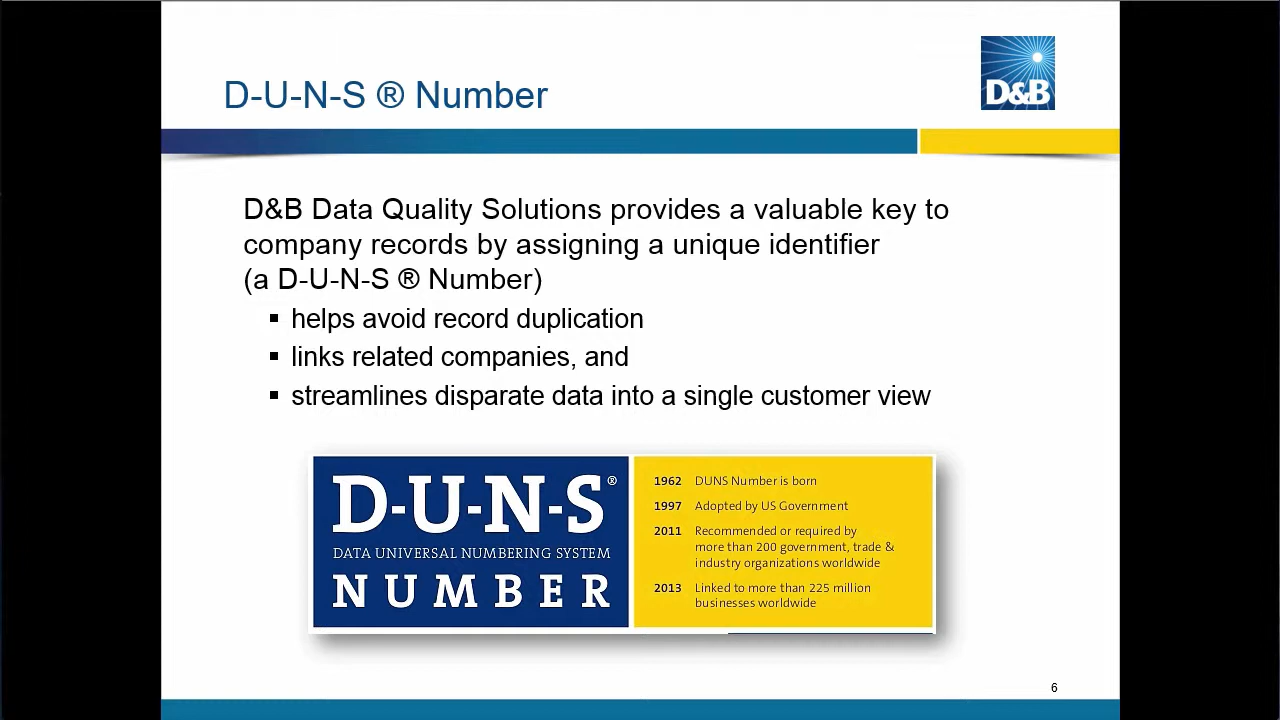 D-U-N-S ® Number
D&B
D&B Data Quality Solutions provides a valuable key to
company records by assigning a unique identifier
(a D-U-N-S ® Number)
▪ helps avoid record duplication
▪ links related companies, and
▪ streamlines disparate data into a single customer view
D-U-N-S®
DATA UNIVERSAL NUMBERING SYSTEM
NUMBER
1962 DUNS Number is born
1997 Adopted by US Government
2011 Recommended or required by
more than 200 government, trade &
industry organizations worldwide
2013 Linked to more than 225 million
businesses worldwide
6